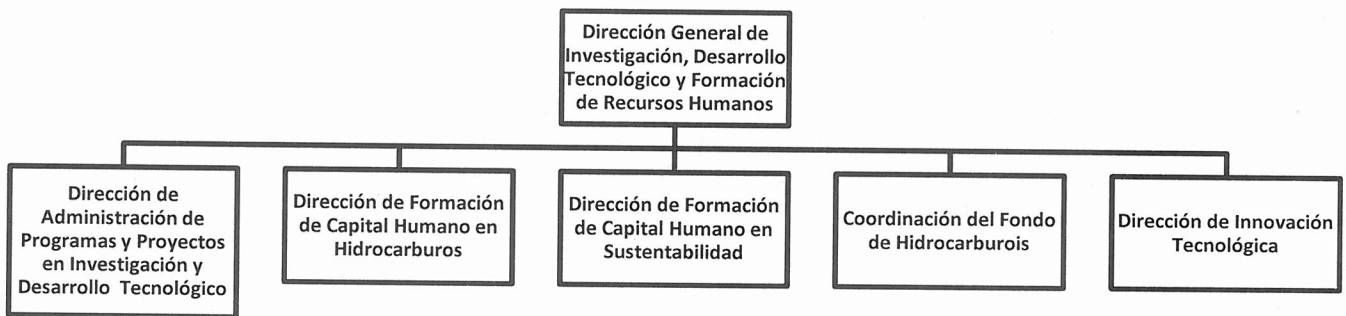 Dirección General de
Investigación, Desarrollo
Tecnológico y Formación
de Recursos Humanos
Dirección de
Administración de
Programas y Proyectos
en Investigación y
Desarrollo Tecnológico
Dirección de Formación
de Capital Humano en
Hidrocarburos
Dirección de Formación
de Capital Humano en
Sustentabilidad
Coordinación del Fondo
de Hidrocarburois
Dirección de Innovación
Tecnológica